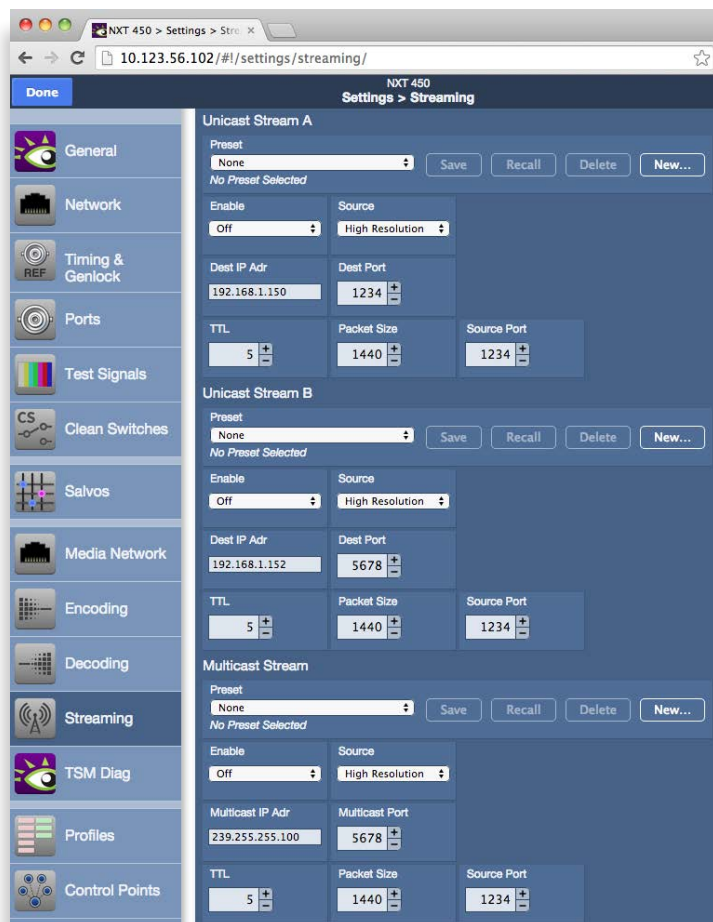 NXT 450 > Settings > Stre
10.123.56.102/#!/settings/streaming/
Done
NXT 450
Settings > Streaming
General
Network
REF
Timing &
Genlock
Ports
Test Signals
CS
Clean Switches
Salvos
Media Network
Encoding
Decoding
Streaming
TSM Diag
Profiles
Control Points
Unicast Stream A
Preset
None Save Recall Delete New...
No Preset Selected
Enable Source
Off High Resolution
Dest IP Adr Dest Port
192.168.1.150 1234
TTL Packet Size Source Port
5 1440 1234
Unicast Stream B
Preset
None Save Recall Delete New...
No Preset Selected
Enable Source
Off High Resolution
Dest IP Adr Dest Port
192.168.1.152 5678
TTL Packet Size Source Port
5 1440 1234
Multicast Stream
Preset
None Save Recall Delete New...
No Preset Selected
Enable Source
Off High Resolution
Multicast IP Adr Multicast Port
239.255.255.100 5678
TTL Packet Size Source Port
5 1440 1234